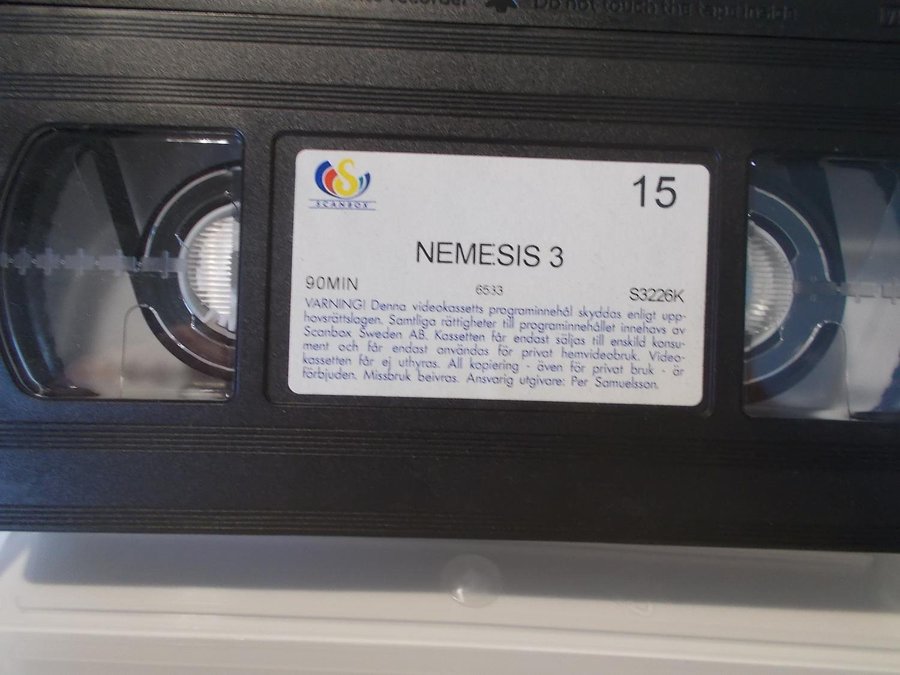 recorder Do not touch the tape inside
SCANBOX
15
NEMESIS 3
90MIN 6533 S3226K
VARNING! Denna videokassetts programinnehål skyddas enligt upp-
hovsrättslagen. Samtliga rättigheter till programinnehållet innehavs av
Scanbox Sweden AB. Kassetten får endast säljas till enskild konsu-
ment och får endast användas för privat hemvideobruk. Video-
kassetten får ej uthyras. All kopiering - även för privat bruk - är
förbjuden. Missbruk beivras. Ansvarig utgivare: Per Samuelsson.